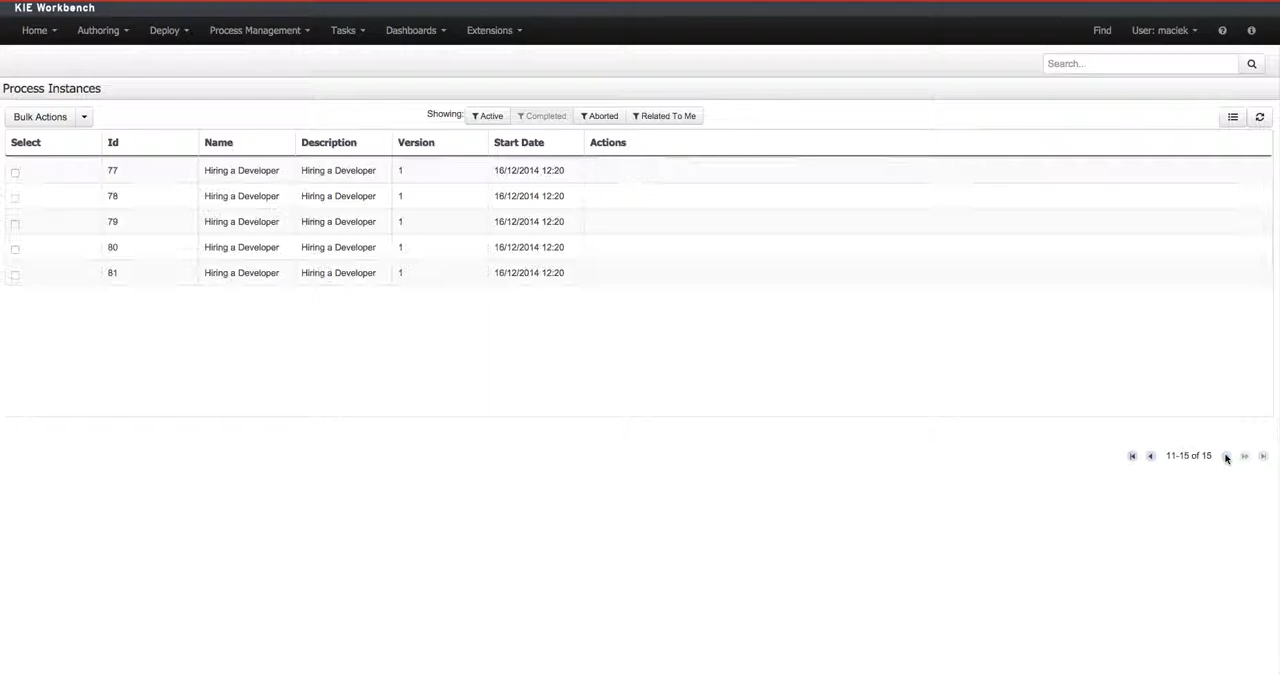 KIE Workbench
Home Authoring Deploy Process Management Tasks Dashboards Extensions Find User: maciek
Search...
Process Instances
Bulk Actions Showing: Active Completed Aborted Related To Me
Select Id Name Description Version Start Date Actions
77 Hiring a Developer Hiring a Developer 1 16/12/2014 12:20
78 Hiring a Developer Hiring a Developer 1 16/12/2014 12:20
79 Hiring a Developer Hiring a Developer 1 16/12/2014 12:20
80 Hiring a Developer Hiring a Developer 1 16/12/2014 12:20
81 Hiring a Developer Hiring a Developer 1 16/12/2014 12:20
11-15 of 15